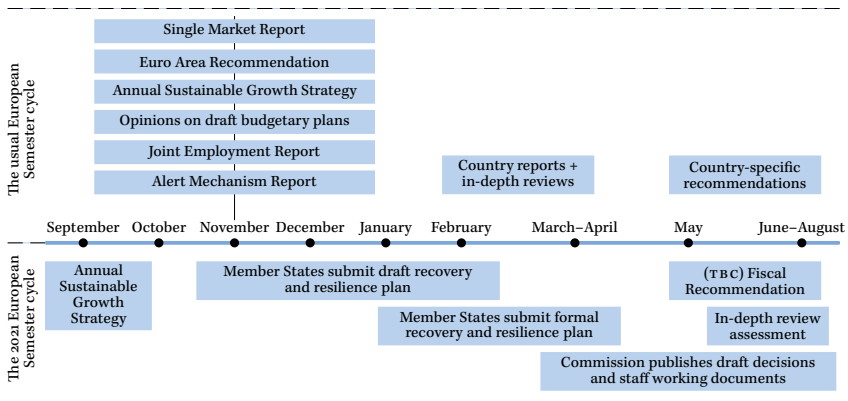 The usual European
Semester cycle
Single Market Report
Euro Area Recommendation
Annual Sustainable Growth Strategy
Opinions on draft budgetary plans
Joint Employment Report
Alert Mechanism Report
Country reports +
in-depth reviews
Country-specific
recommendations
September October November December January February March–April May June–August
The 2021 European
Semester cycle
Annual
Sustainable
Growth
Strategy
Member States submit draft recovery
and resilience plan
Member States submit formal
recovery and resilience plan
Commission publishes draft decisions
and staff working documents
(TBC) Fiscal
Recommendation
In-depth review
assessment